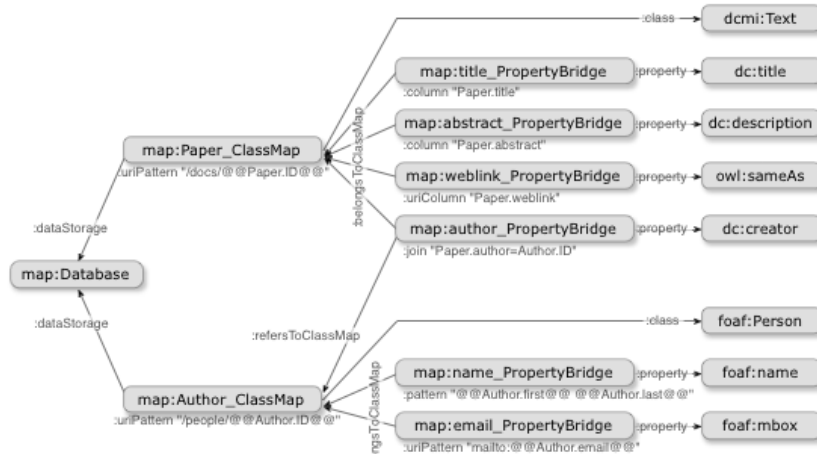 :class
dcmi:Text
map:title_PropertyBridge
:property
dc:title
:column "Paper.title"
map:abstract_PropertyBridge
:property
dc:description
:column "Paper.abstract"
map:Paper_ClassMap
:uriPattern "/docs/@@Paper.ID@@"
:belongsToClassMap
map:weblink_PropertyBridge
:property
owl:sameAs
:uriColumn "Paper.weblink"
map:author_PropertyBridge
:property
dc:creator
:join "Paper.author=Author.ID"
:dataStorage
map:Database
:dataStorage
:refersToClassMap
:class
foaf:Person
map:name_PropertyBridge
:property
foaf:name
:pattern "@@Author.first@@ @@Author.last@@"
map:Author_ClassMap
:uriPattern "/people/@@Author.ID@@"
ngsToClassMap
map:email_PropertyBridge
:property
foaf:mbox
:uriPattern "mailto:@@Author.email@@"